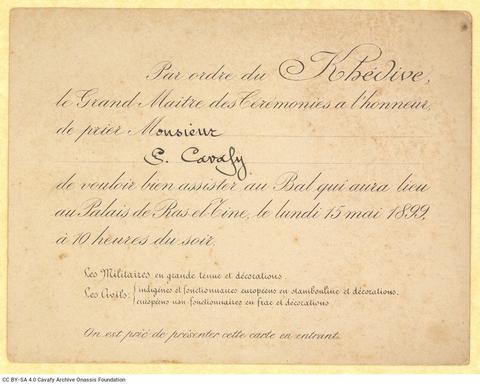 Par ordre du Khédive,
le Grand Maître des Cérémonies a l'honneur,
de prier Monsieur
C. Cavafy
de vouloir bien assister au Bal qui aura lieu
au Palais de Ras el Tine, le lundi 15 mai 1899,
à 10 heures du soir.
Les Militaires en grande tenue et décorations.
Les Civils: indigènes et fonctionnaires européens en stambouline et décorations.
européens non fonctionnaires en frac et décorations.
On est prié de présenter cette carte en entrant.
CC BY-SA 4.0 Cavafy Archive Onassis Foundation